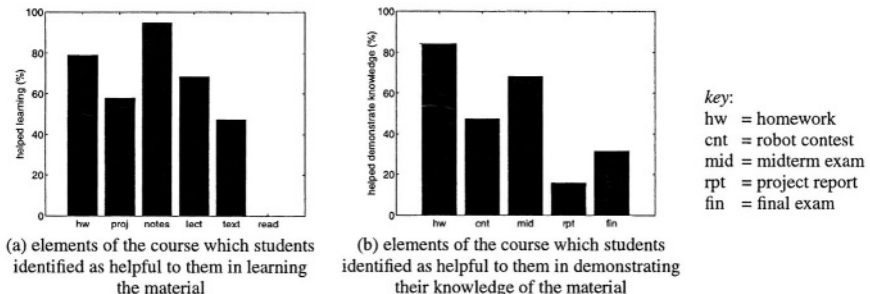 100
80
60
40
20
0
helped learning (%)
hw proj notes lect text read
(a) elements of the course which students
identified as helpful to them in learning
the material
100
80
60
40
20
0
helped demonstrate knowledge (%)
hw cnt mid rpt fin
(b) elements of the course which students
identified as helpful to them in demonstrating
their knowledge of the material
key:
hw = homework
cnt = robot contest
mid = midterm exam
rpt = project report
fin = final exam